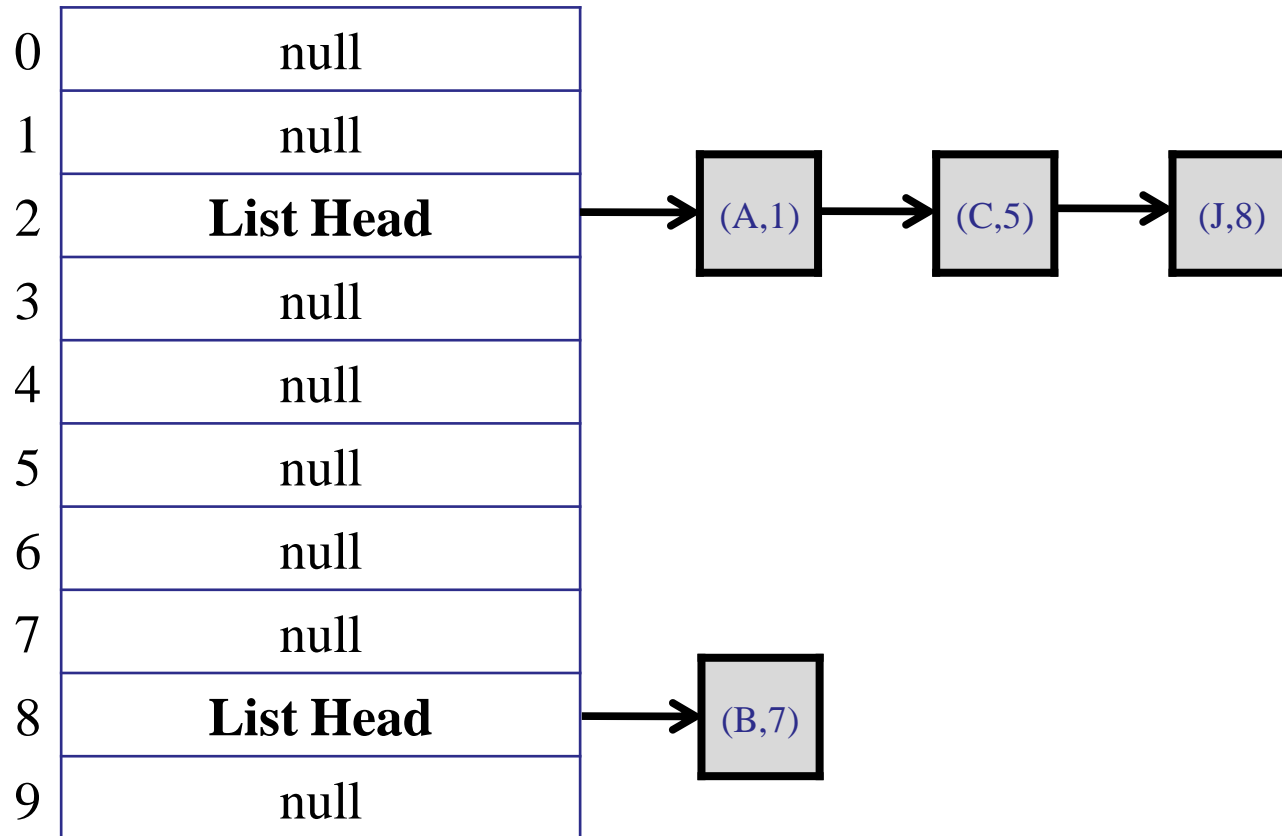 0 null
1 null
2 List Head (A,1) (C,5) (J,8)
3 null
4 null
5 null
6 null
7 null
8 List Head (B,7)
9 null